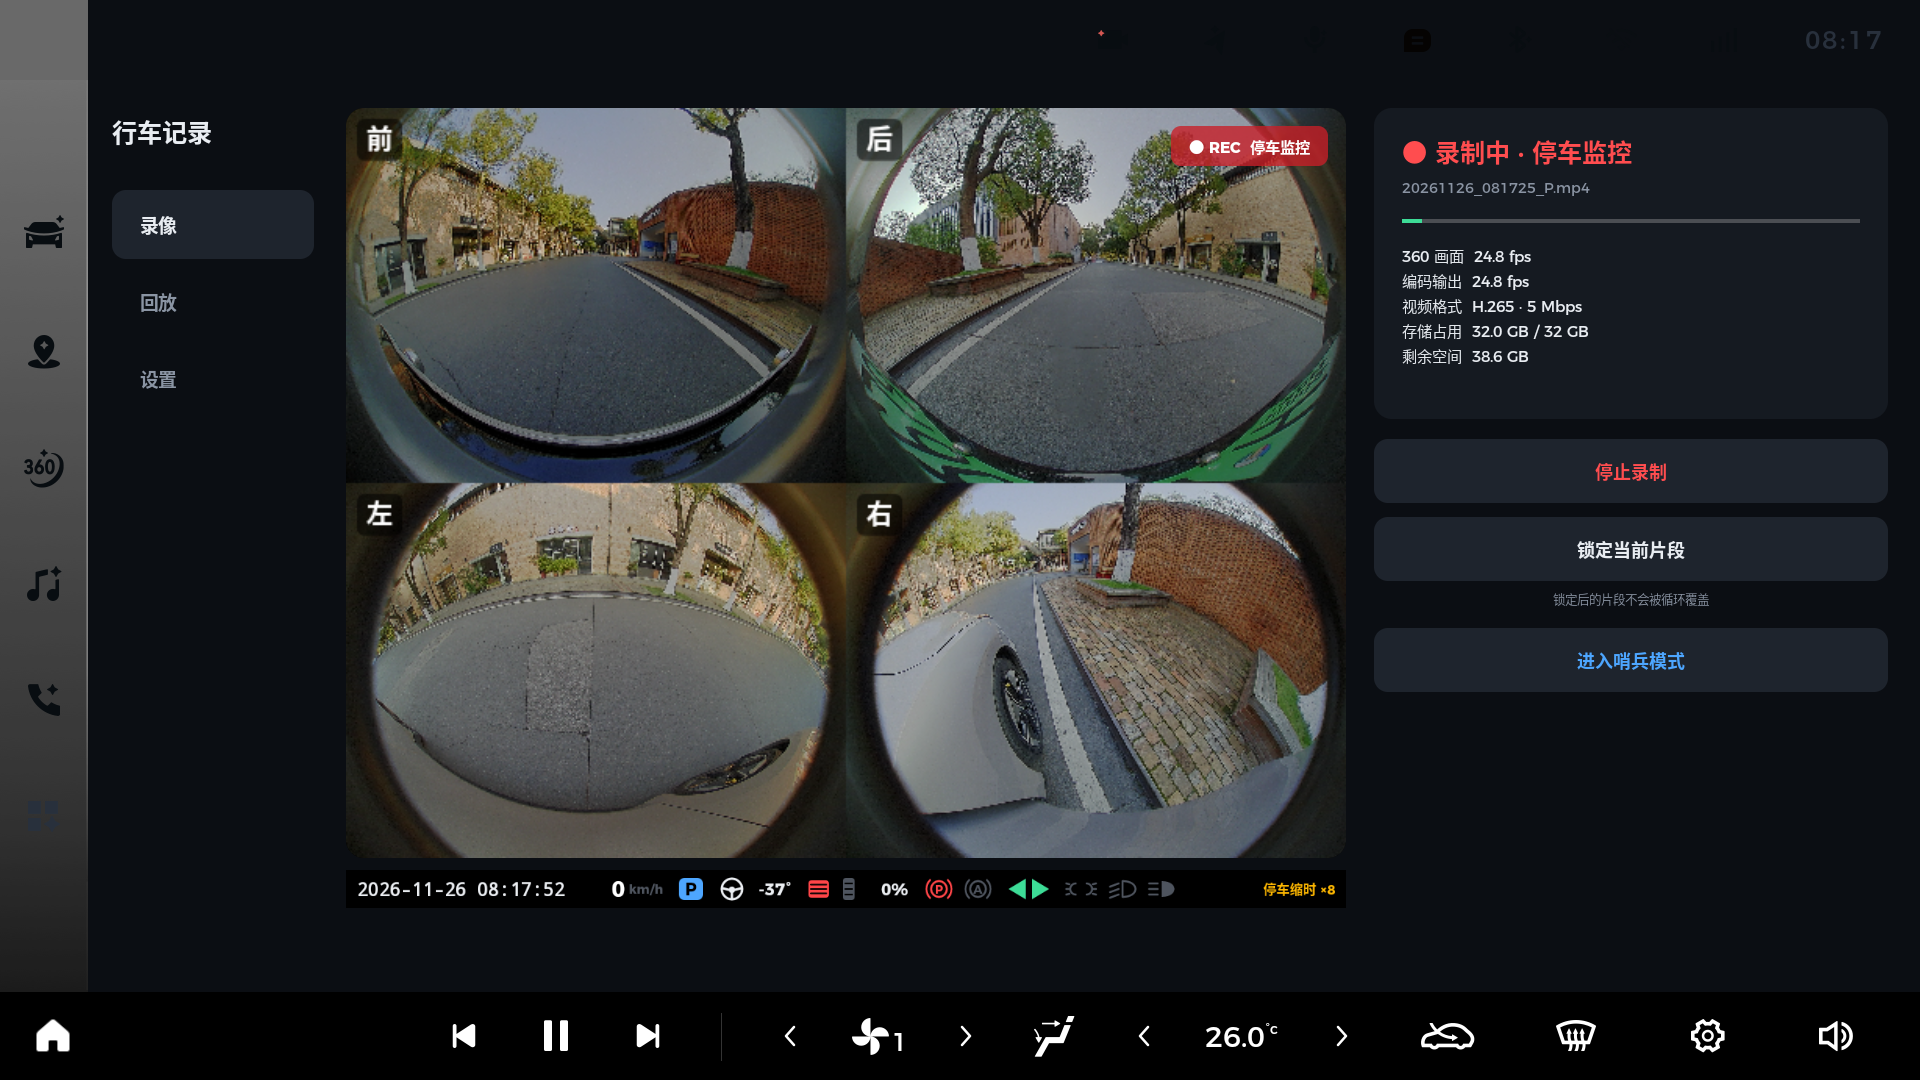 08:17
行车记录
录像
回放
设置
360
前
后
REC 停车监控
左
右
2026-11-26 08:17:52 0 km/h P -37° 0% P A 停车缩时 ×8
录制中 · 停车监控
20261126_081725_P.mp4
360 画面 24.8 fps
编码输出 24.8 fps
视频格式 H.265 · 5 Mbps
存储占用 32.0 GB / 32 GB
剩余空间 38.6 GB
停止录制
锁定当前片段
锁定后的片段不会被循环覆盖
进入哨兵模式
1
26.0°C